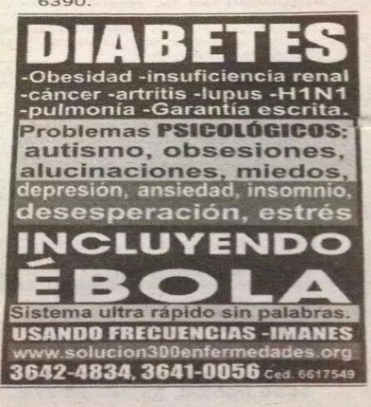 6390.
DIABETES
-Obesidad -insuficiencia renal
-cáncer -artritis -lupus -H1N1
-pulmonía -Garantía escrita.
Problemas PSICOLÓGICOS:
autismo, obsesiones,
alucinaciones, miedos,
depresión, ansiedad, insomnio,
desesperación, estrés
INCLUYENDO
ÉBOLA
Sistema ultra rápido sin palabras.
USANDO FRECUENCIAS -IMANES
www.solucion300enfermedades.org
3642-4834, 3641-0056 Ced. 6617549